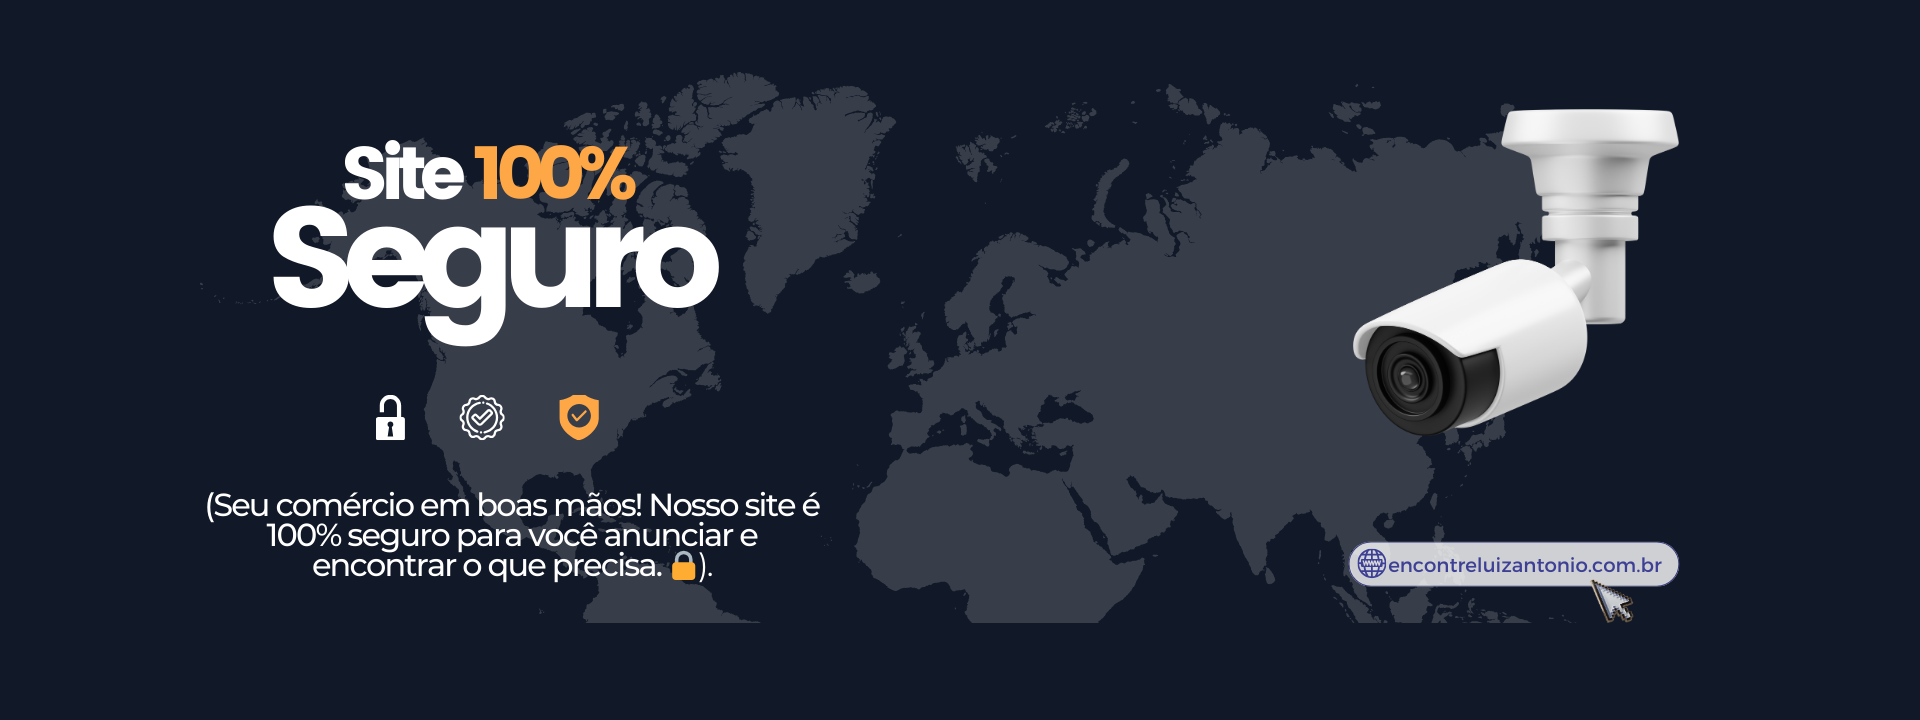 Site 100%
Seguro
(Seu comércio em boas mãos! Nosso site é
100% seguro para você anunciar e
encontrar o que precisa. 🔒).
www encontreluizantonio.com.br